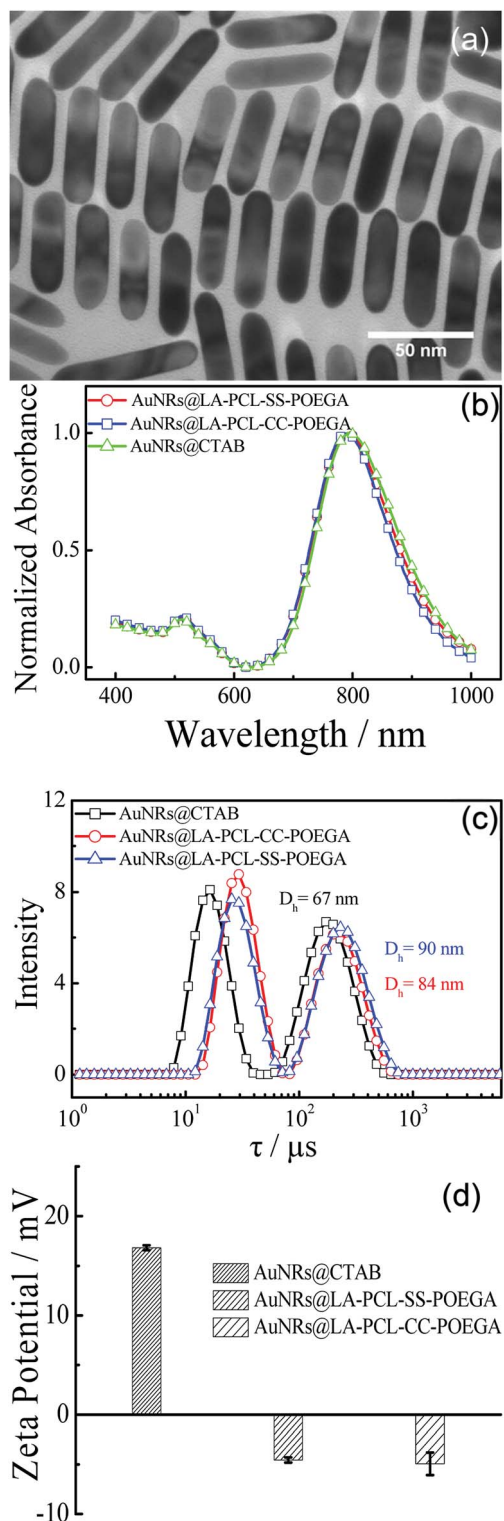 (a)
50 nm
(b)
AuNRs@LA-PCL-SS-POEGA
AuNRs@LA-PCL-CC-POEGA
AuNRs@CTAB
Normalized Absorbance
1.0
0.5
0.0
400 600 800 1000
Wavelength / nm
(c)
AuNRs@CTAB
AuNRs@LA-PCL-CC-POEGA
AuNRs@LA-PCL-SS-POEGA
Intensity
12
8
4
0
D_h= 67 nm
D_h= 90 nm
D_h= 84 nm
10^0 10^1 10^2 10^3
τ / μs
(d)
Zeta Potential / mV
20
10
0
-10
AuNRs@CTAB
AuNRs@LA-PCL-SS-POEGA
AuNRs@LA-PCL-CC-POEGA